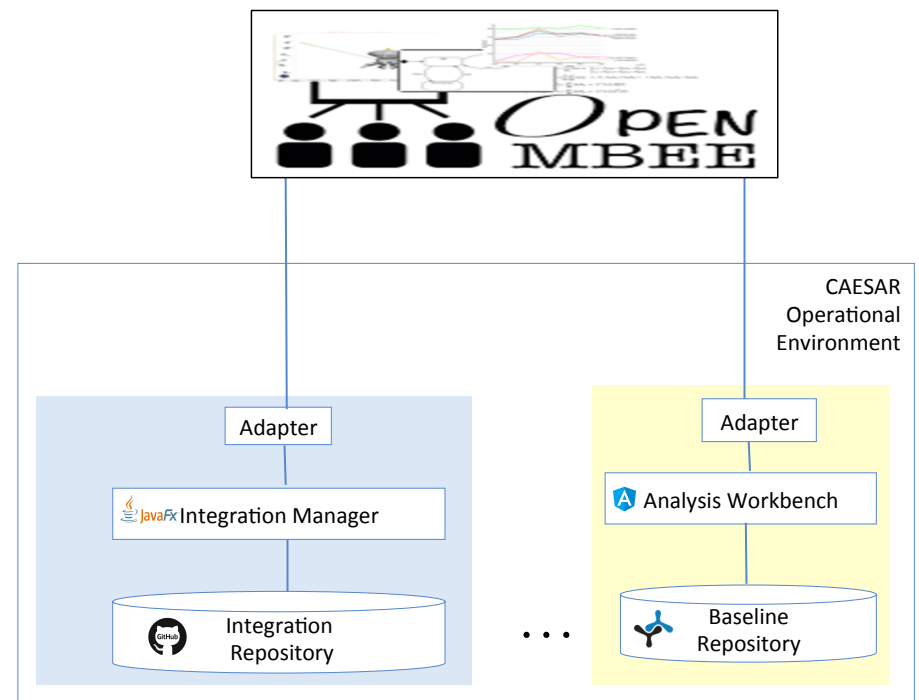 OPEN
MBEE
CAESAR
Operational
Environment
Adapter
JavaFx Integration Manager
GitHub
Integration
Repository
...
Adapter
Analysis Workbench
Baseline
Repository